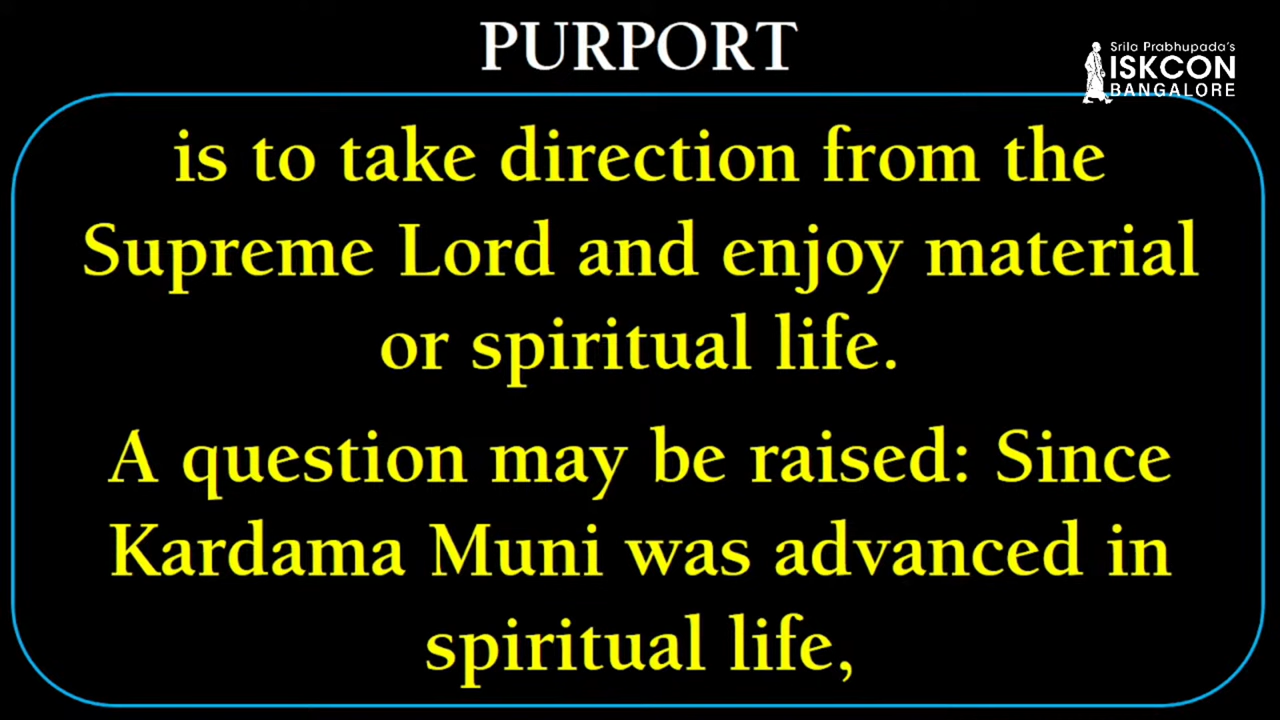 PURPORT
Srila Prabhupada's
ISKCON
BANGALORE
is to take direction from the
Supreme Lord and enjoy material
or spiritual life.
A question may be raised: Since
Kardama Muni was advanced in
spiritual life,